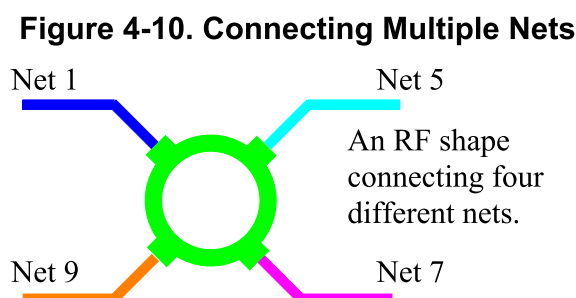 Figure 4-10. Connecting Multiple Nets
Net 1
Net 5
An RF shape
connecting four
different nets.
Net 9
Net 7